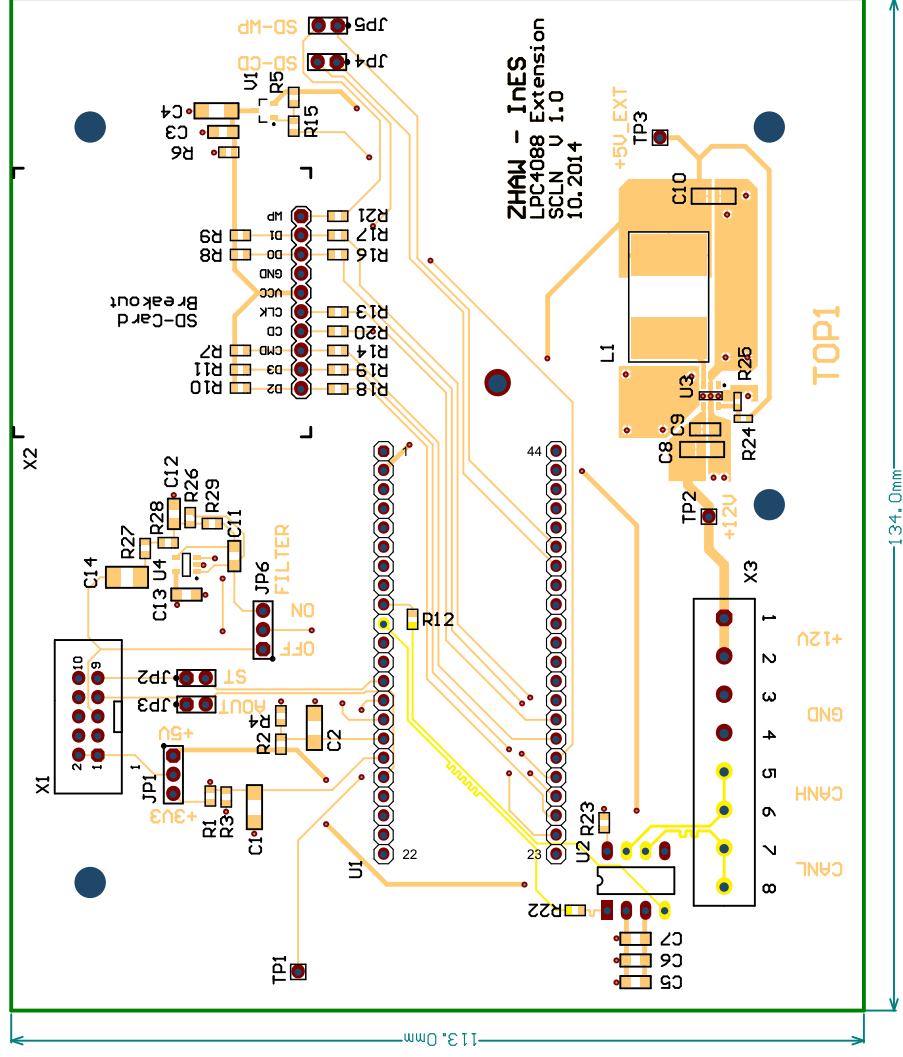 SD-WP
JP5
SD-CD
JP4
V1
R5
C4
C3
R15
R6
ZHAW - InES
LPC4088 Extension
SCLN V 1.0
10.2014
+5V_EXT
TP3
C10
WP
R21
R9
D1
R17
R8
D0
R16
GND
VCC
SD-Card
Breakout
CLK
R13
CD
R20
R7
CMD
R14
R11
D3
R19
R10
D2
R18
L1
TOP1
U3
R25
C9
C8
R24
X2
1
44
C12
R26
R29
R28
R27
C11
U4
C14
C13
FILTER
JP6
ON
OFF
TP2
+12V
X3
R12
1
+12V
2
3
GND
4
5
CANH
6
7
CANL
8
10
9
JP2
ST
JP3
AOUT
+5V
R4
R2
C2
2
1
1
X1
JP1
+3V3
R1
R3
C1
U1
22
23
U2
R23
R22
C7
C6
C5
TP1
134.0mm
113.0mm